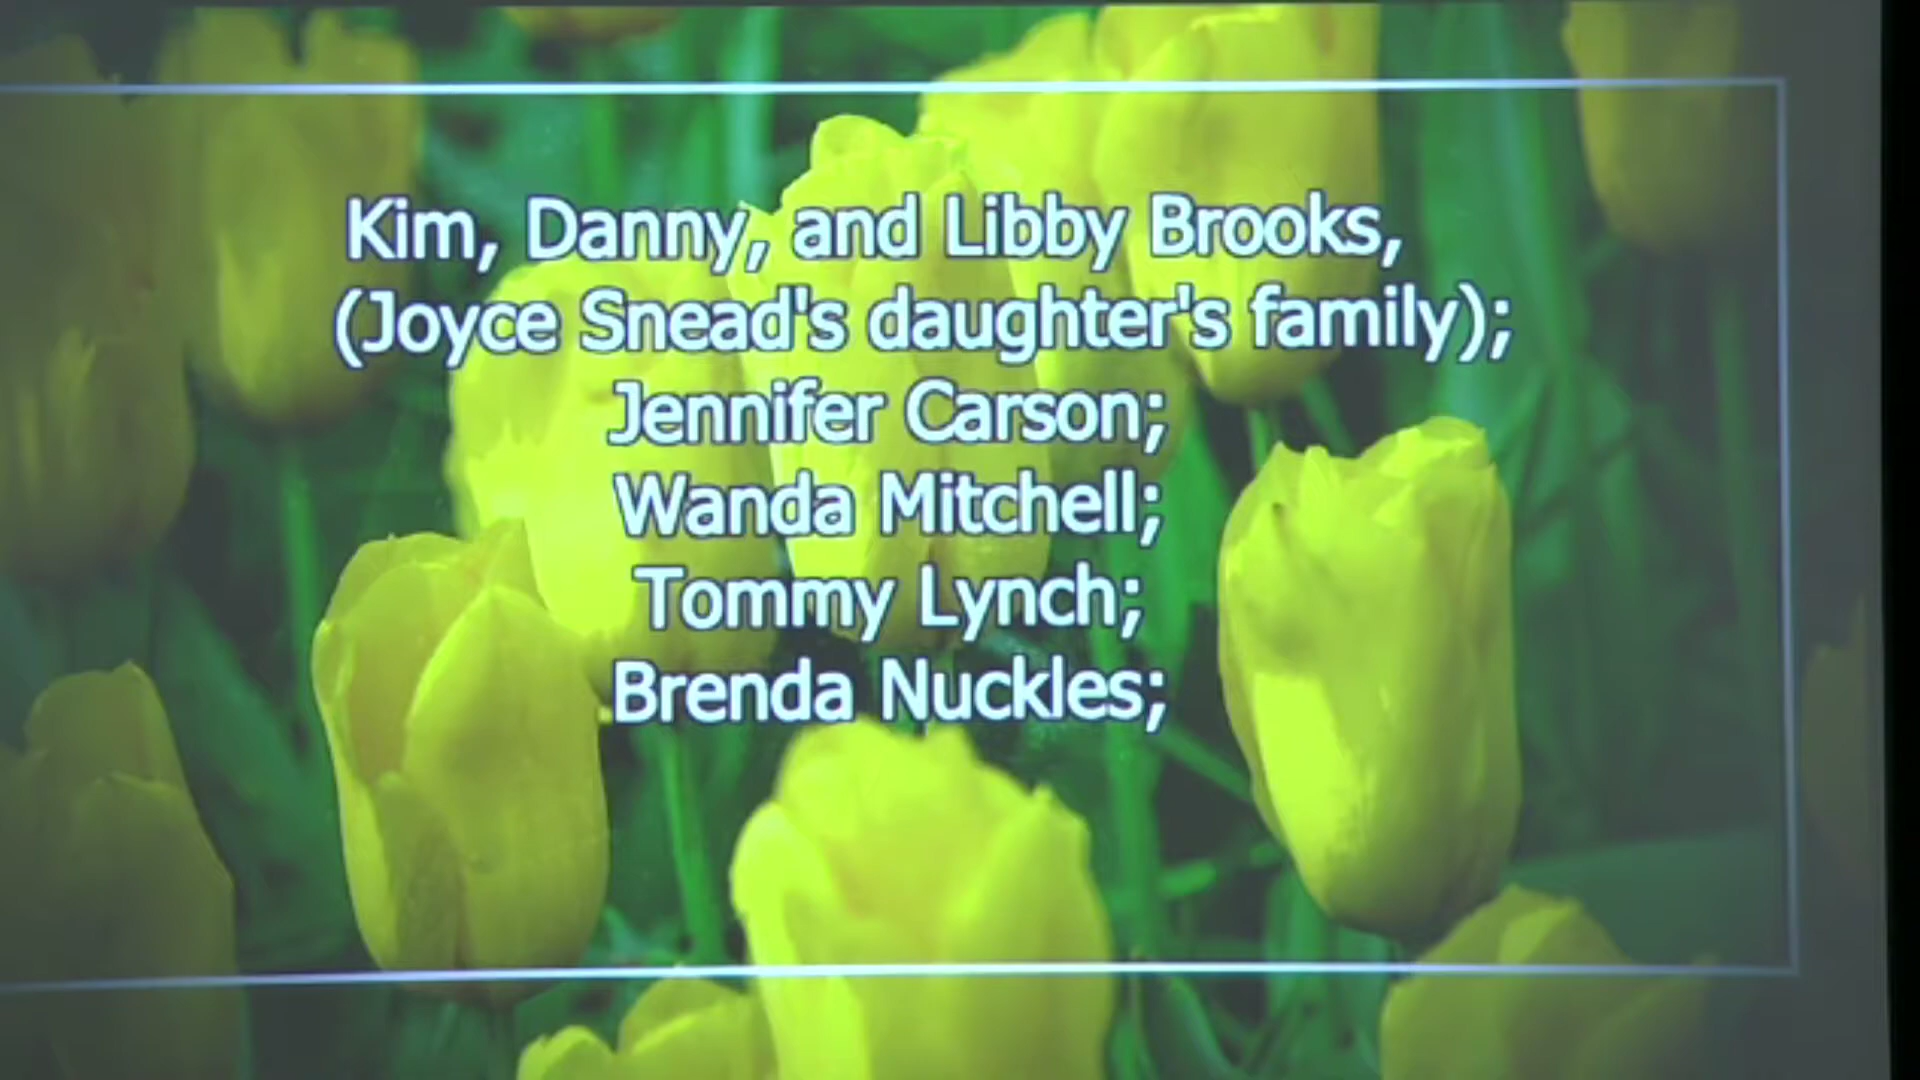 Kim, Danny, and Libby Brooks,
(Joyce Snead's daughter's family);
Jennifer Carson;
Wanda Mitchell;
Tommy Lynch;
Brenda Nuckles;